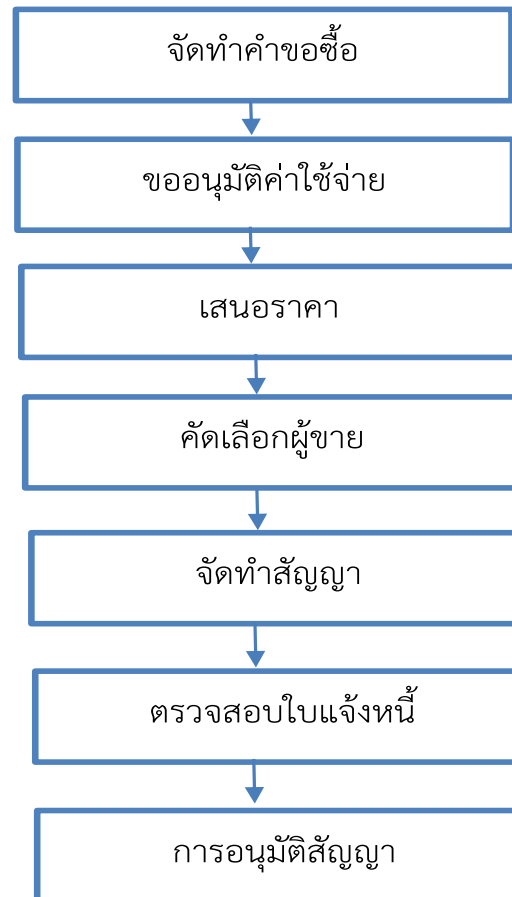 จัดทำคำขอซื้อ
ขออนุมัติค่าใช้จ่าย
เสนอราคา
คัดเลือกผู้ขาย
จัดทำสัญญา
ตรวจสอบใบแจ้งหนี้
การอนุมัติสัญญา